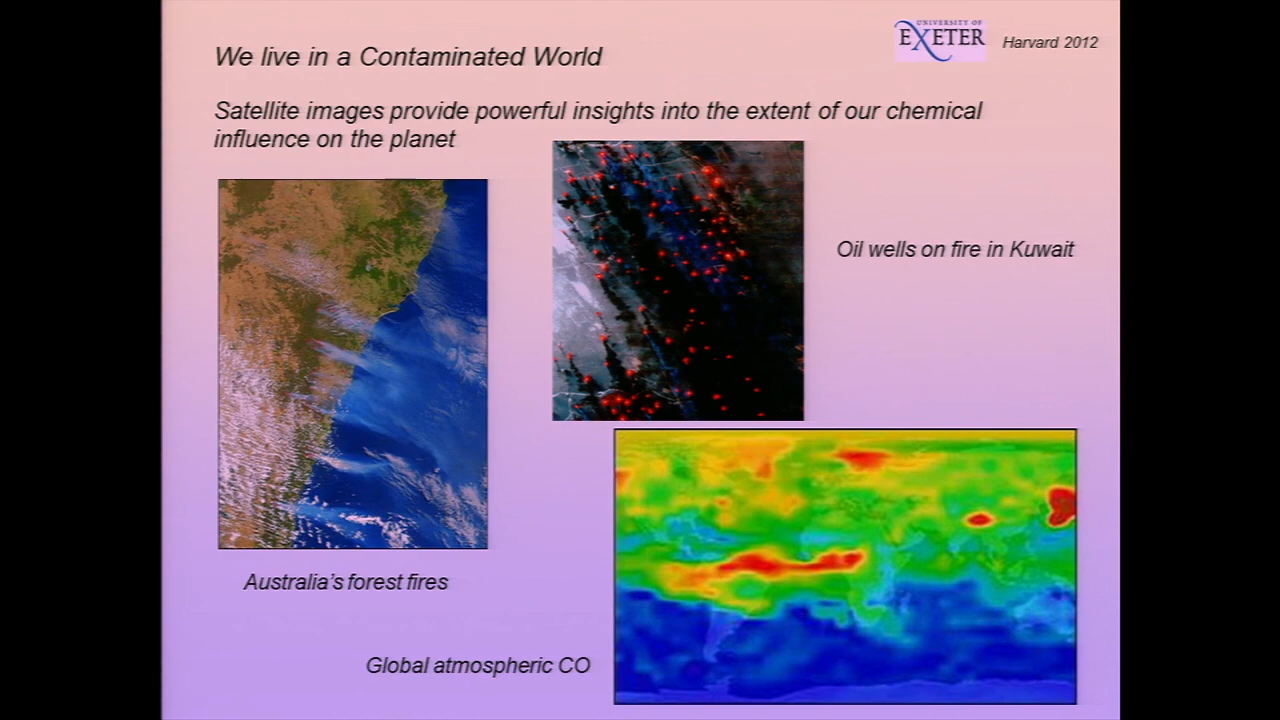 UNIVERSITY OF
EXETER
Harvard 2012
We live in a Contaminated World
Satellite images provide powerful insights into the extent of our chemical
influence on the planet
Oil wells on fire in Kuwait
Australia's forest fires
Global atmospheric CO